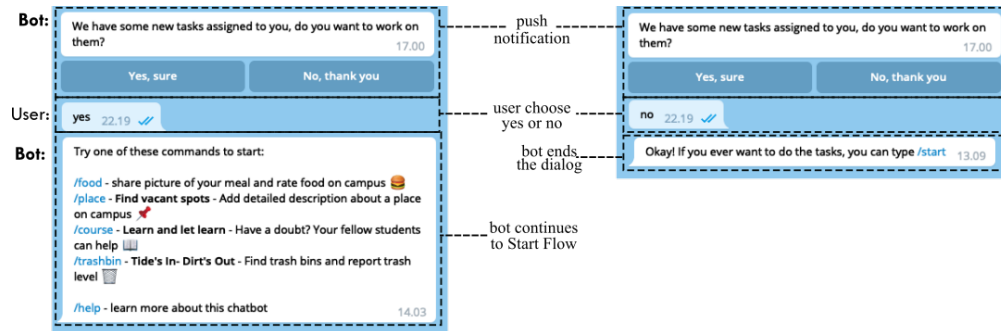 Bot:
We have some new tasks assigned to you, do you want to work on
them?
17.00
Yes, sure
No, thank you
User:
yes 22.19
Bot:
Try one of these commands to start:
/food - share picture of your meal and rate food on campus
/place - Find vacant spots - Add detailed description about a place
on campus
/course - Learn and let learn - Have a doubt? Your fellow students
can help
/trashbin - Tide's In- Dirt's Out - Find trash bins and report trash
level
/help - learn more about this chatbot
14.03
push
notification
user choose
yes or no
bot ends
the dialog
bot continues
to Start Flow
We have some new tasks assigned to you, do you want to work on
them?
17.00
Yes, sure
No, thank you
no 22.19
Okay! If you ever want to do the tasks, you can type /start 13.09